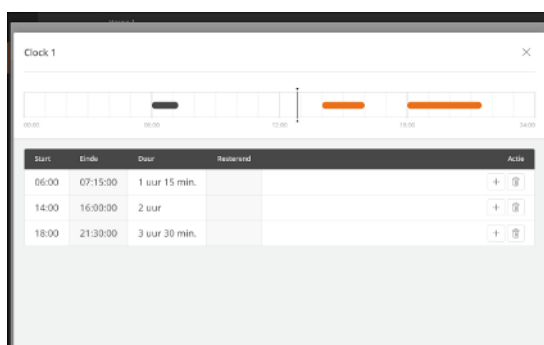 Clock 1
00:00 06:00 12:00 18:00 24:00
Start Einde Duur Resterend Actie
06:00 07:15:00 1 uur 15 min.
14:00 16:00:00 2 uur
18:00 21:30:00 3 uur 30 min.